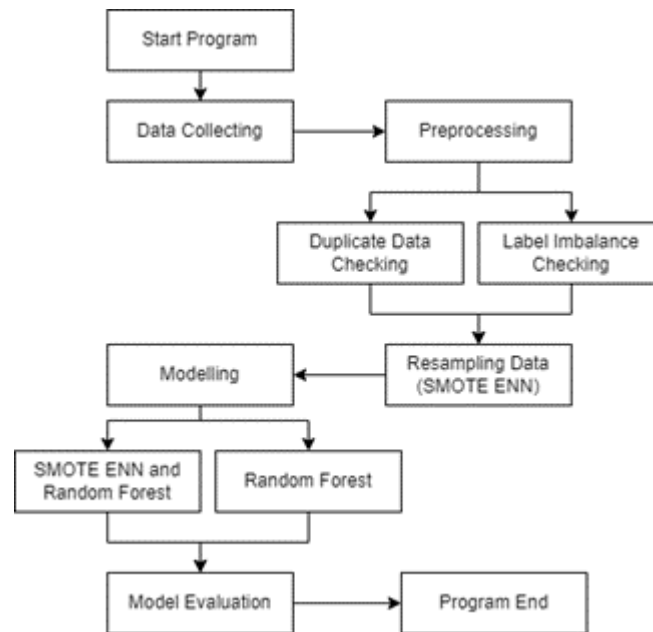 Start Program
Data Collecting
Preprocessing
Duplicate Data
Checking
Label Imbalance
Checking
Resampling Data
(SMOTE ENN)
Modelling
SMOTE ENN and
Random Forest
Random Forest
Model Evaluation
Program End